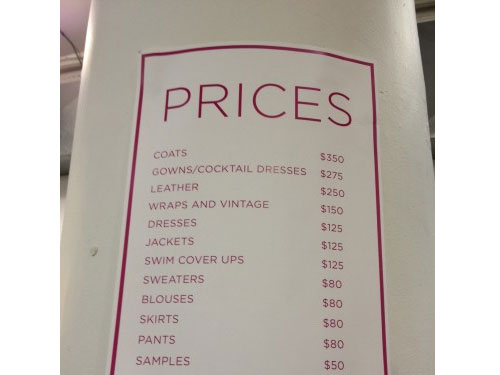 PRICES
COATS $350
GOWNS/COCKTAIL DRESSES $275
LEATHER $250
WRAPS AND VINTAGE $150
DRESSES $125
JACKETS $125
SWIM COVER UPS $125
SWEATERS $80
BLOUSES $80
SKIRTS $80
PANTS $80
SAMPLES $50